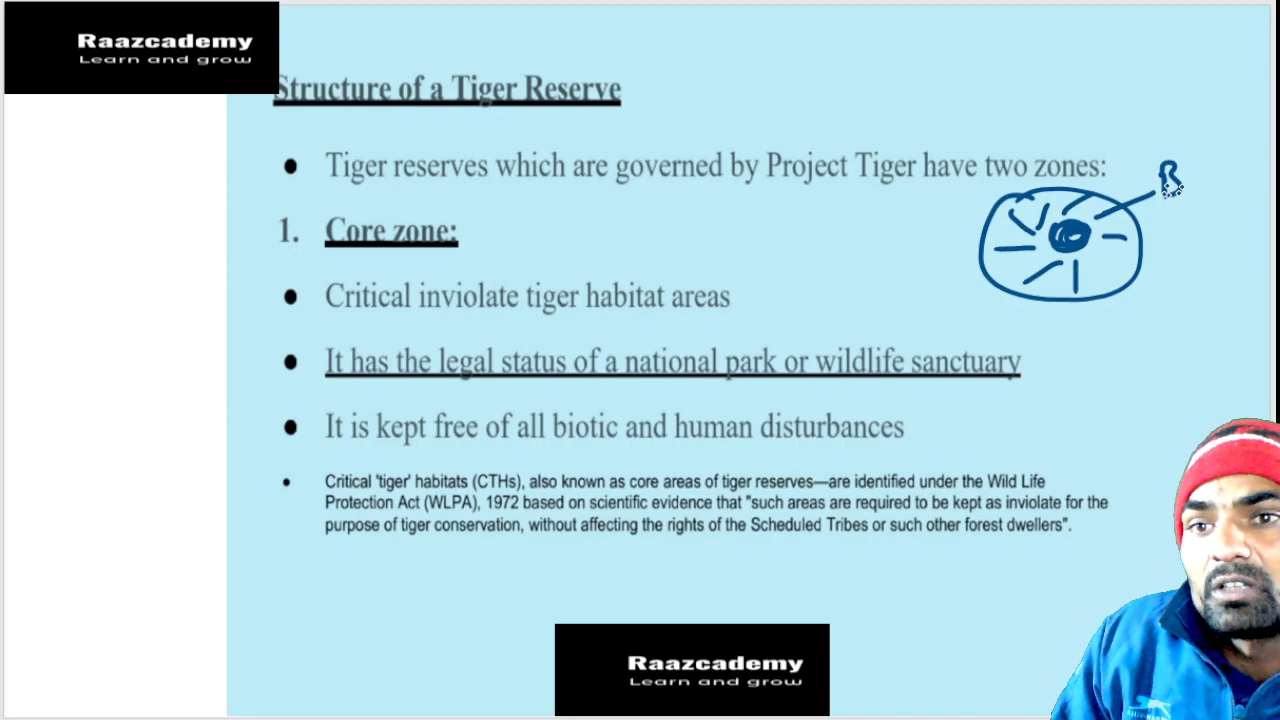 Raazcademy
Learn and grow
Structure of a Tiger Reserve
● Tiger reserves which are governed by Project Tiger have two zones:
B
1. Core zone:
● Critical inviolate tiger habitat areas
● It has the legal status of a national park or wildlife sanctuary
● It is kept free of all biotic and human disturbances
● Critical 'tiger' habitats (CTHs), also known as core areas of tiger reserves—are identified under the Wild Life
Protection Act (WLPA), 1972 based on scientific evidence that "such areas are required to be kept as inviolate for the
purpose of tiger conservation, without affecting the rights of the Scheduled Tribes or such other forest dwellers".
Raazcademy
Learn and grow